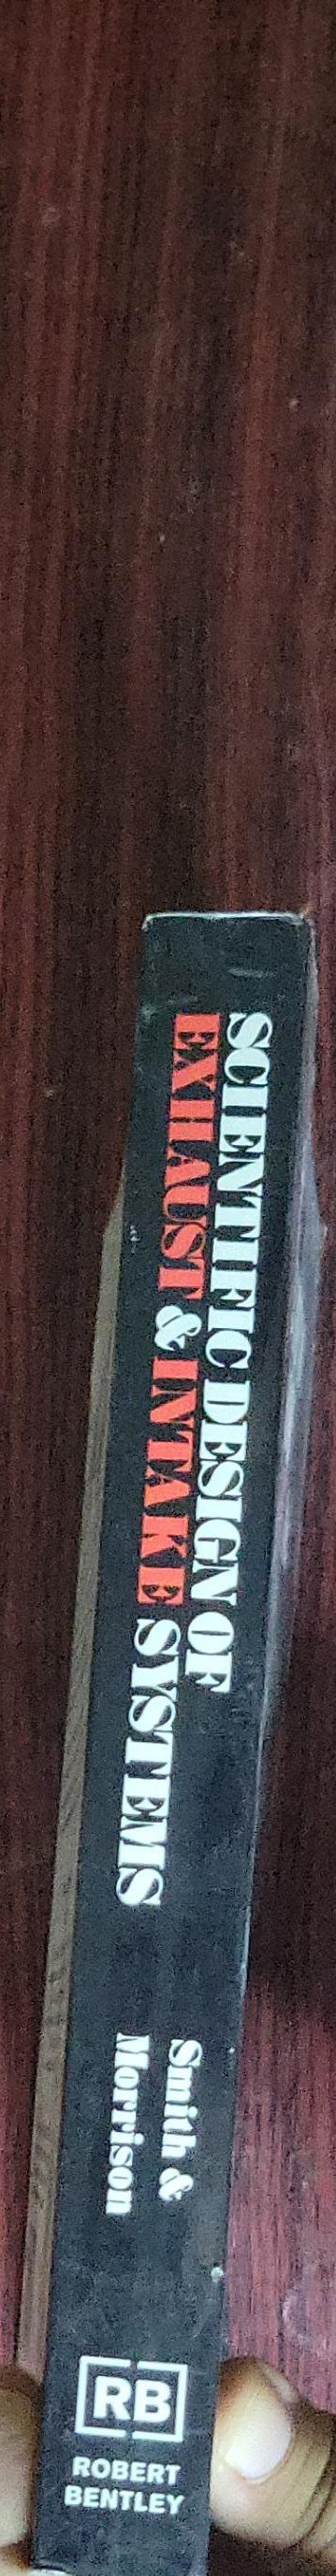 SCIENTIFIC DESIGN OF
EXHAUST & INTAKE SYSTEMS
Smith &
Morrison
RB
ROBERT
BENTLEY